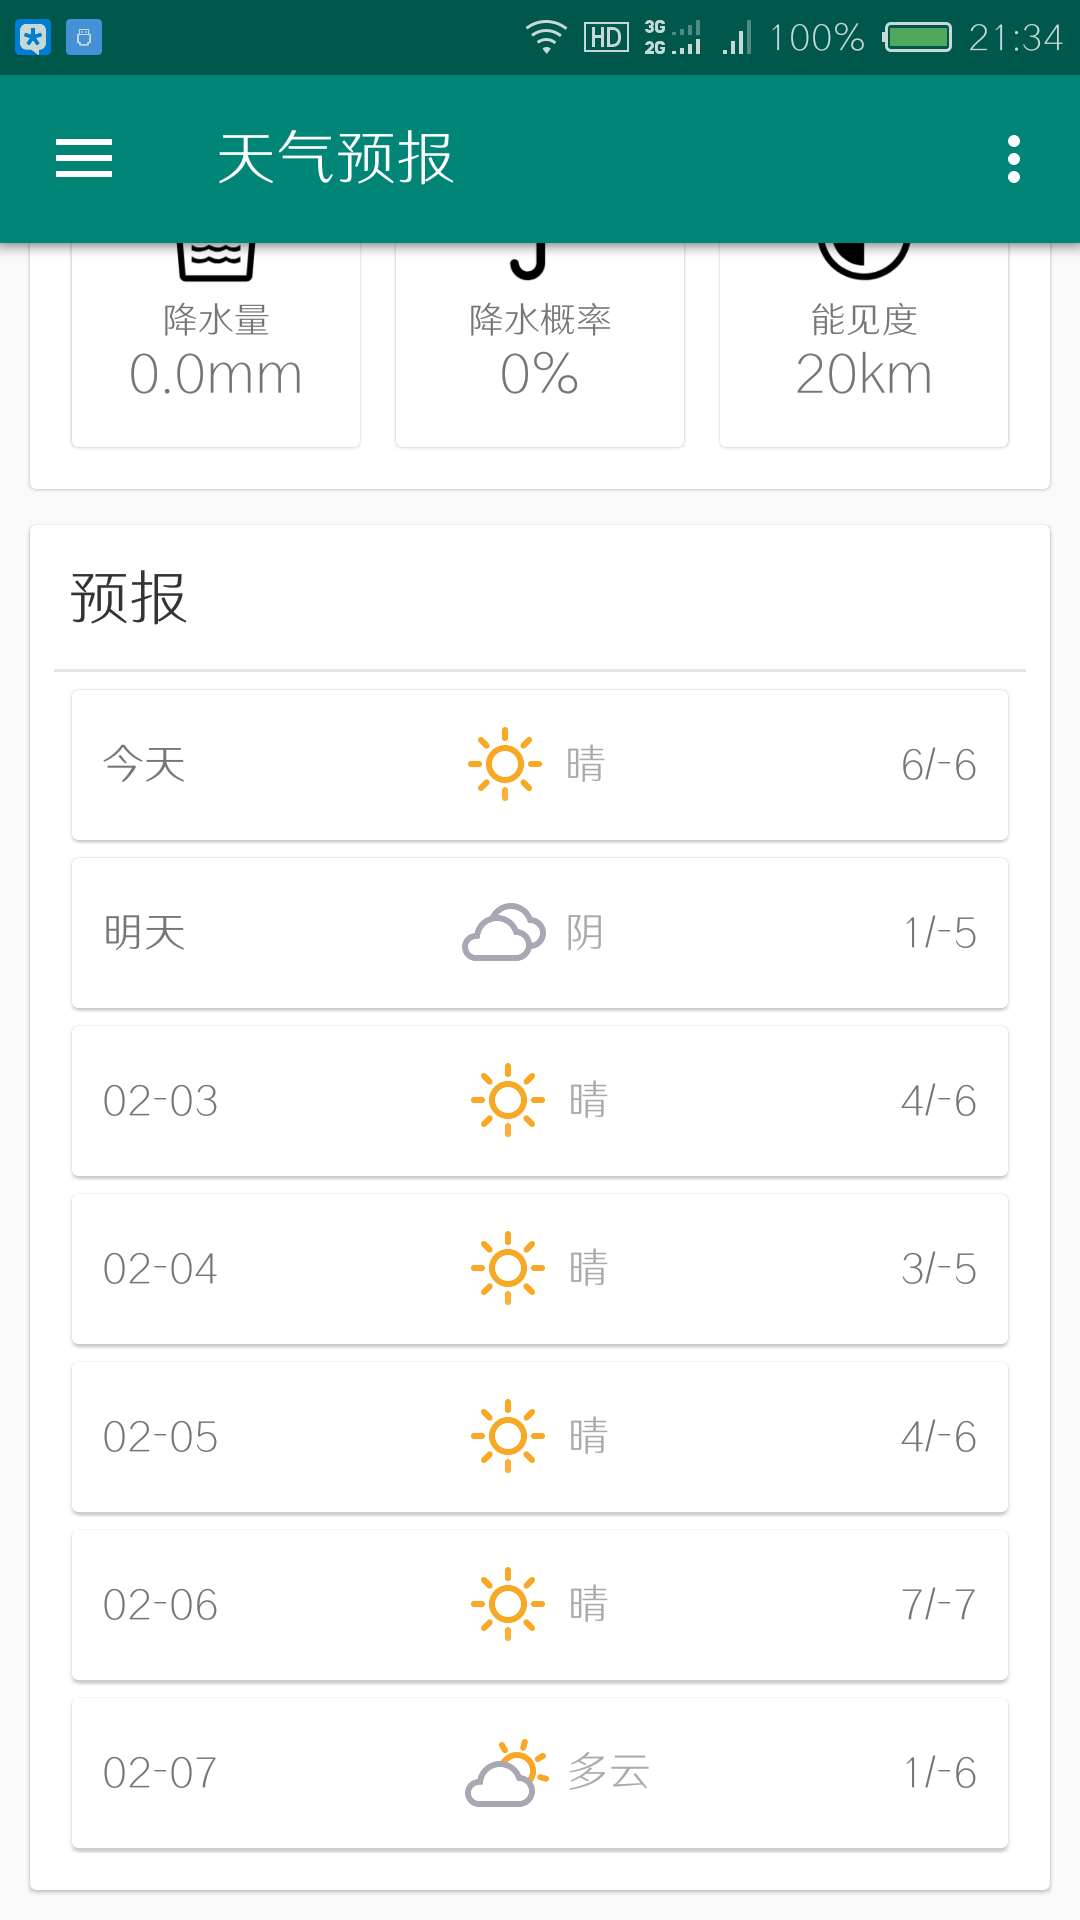 HD 3G 2G 100% 21:34
天气预报
降水量 降水概率 能见度
0.0mm 0% 20km
预报
今天 晴 6/-6
明天 阴 1/-5
02-03 晴 4/-6
02-04 晴 3/-5
02-05 晴 4/-6
02-06 晴 7/-7
02-07 多云 1/-6